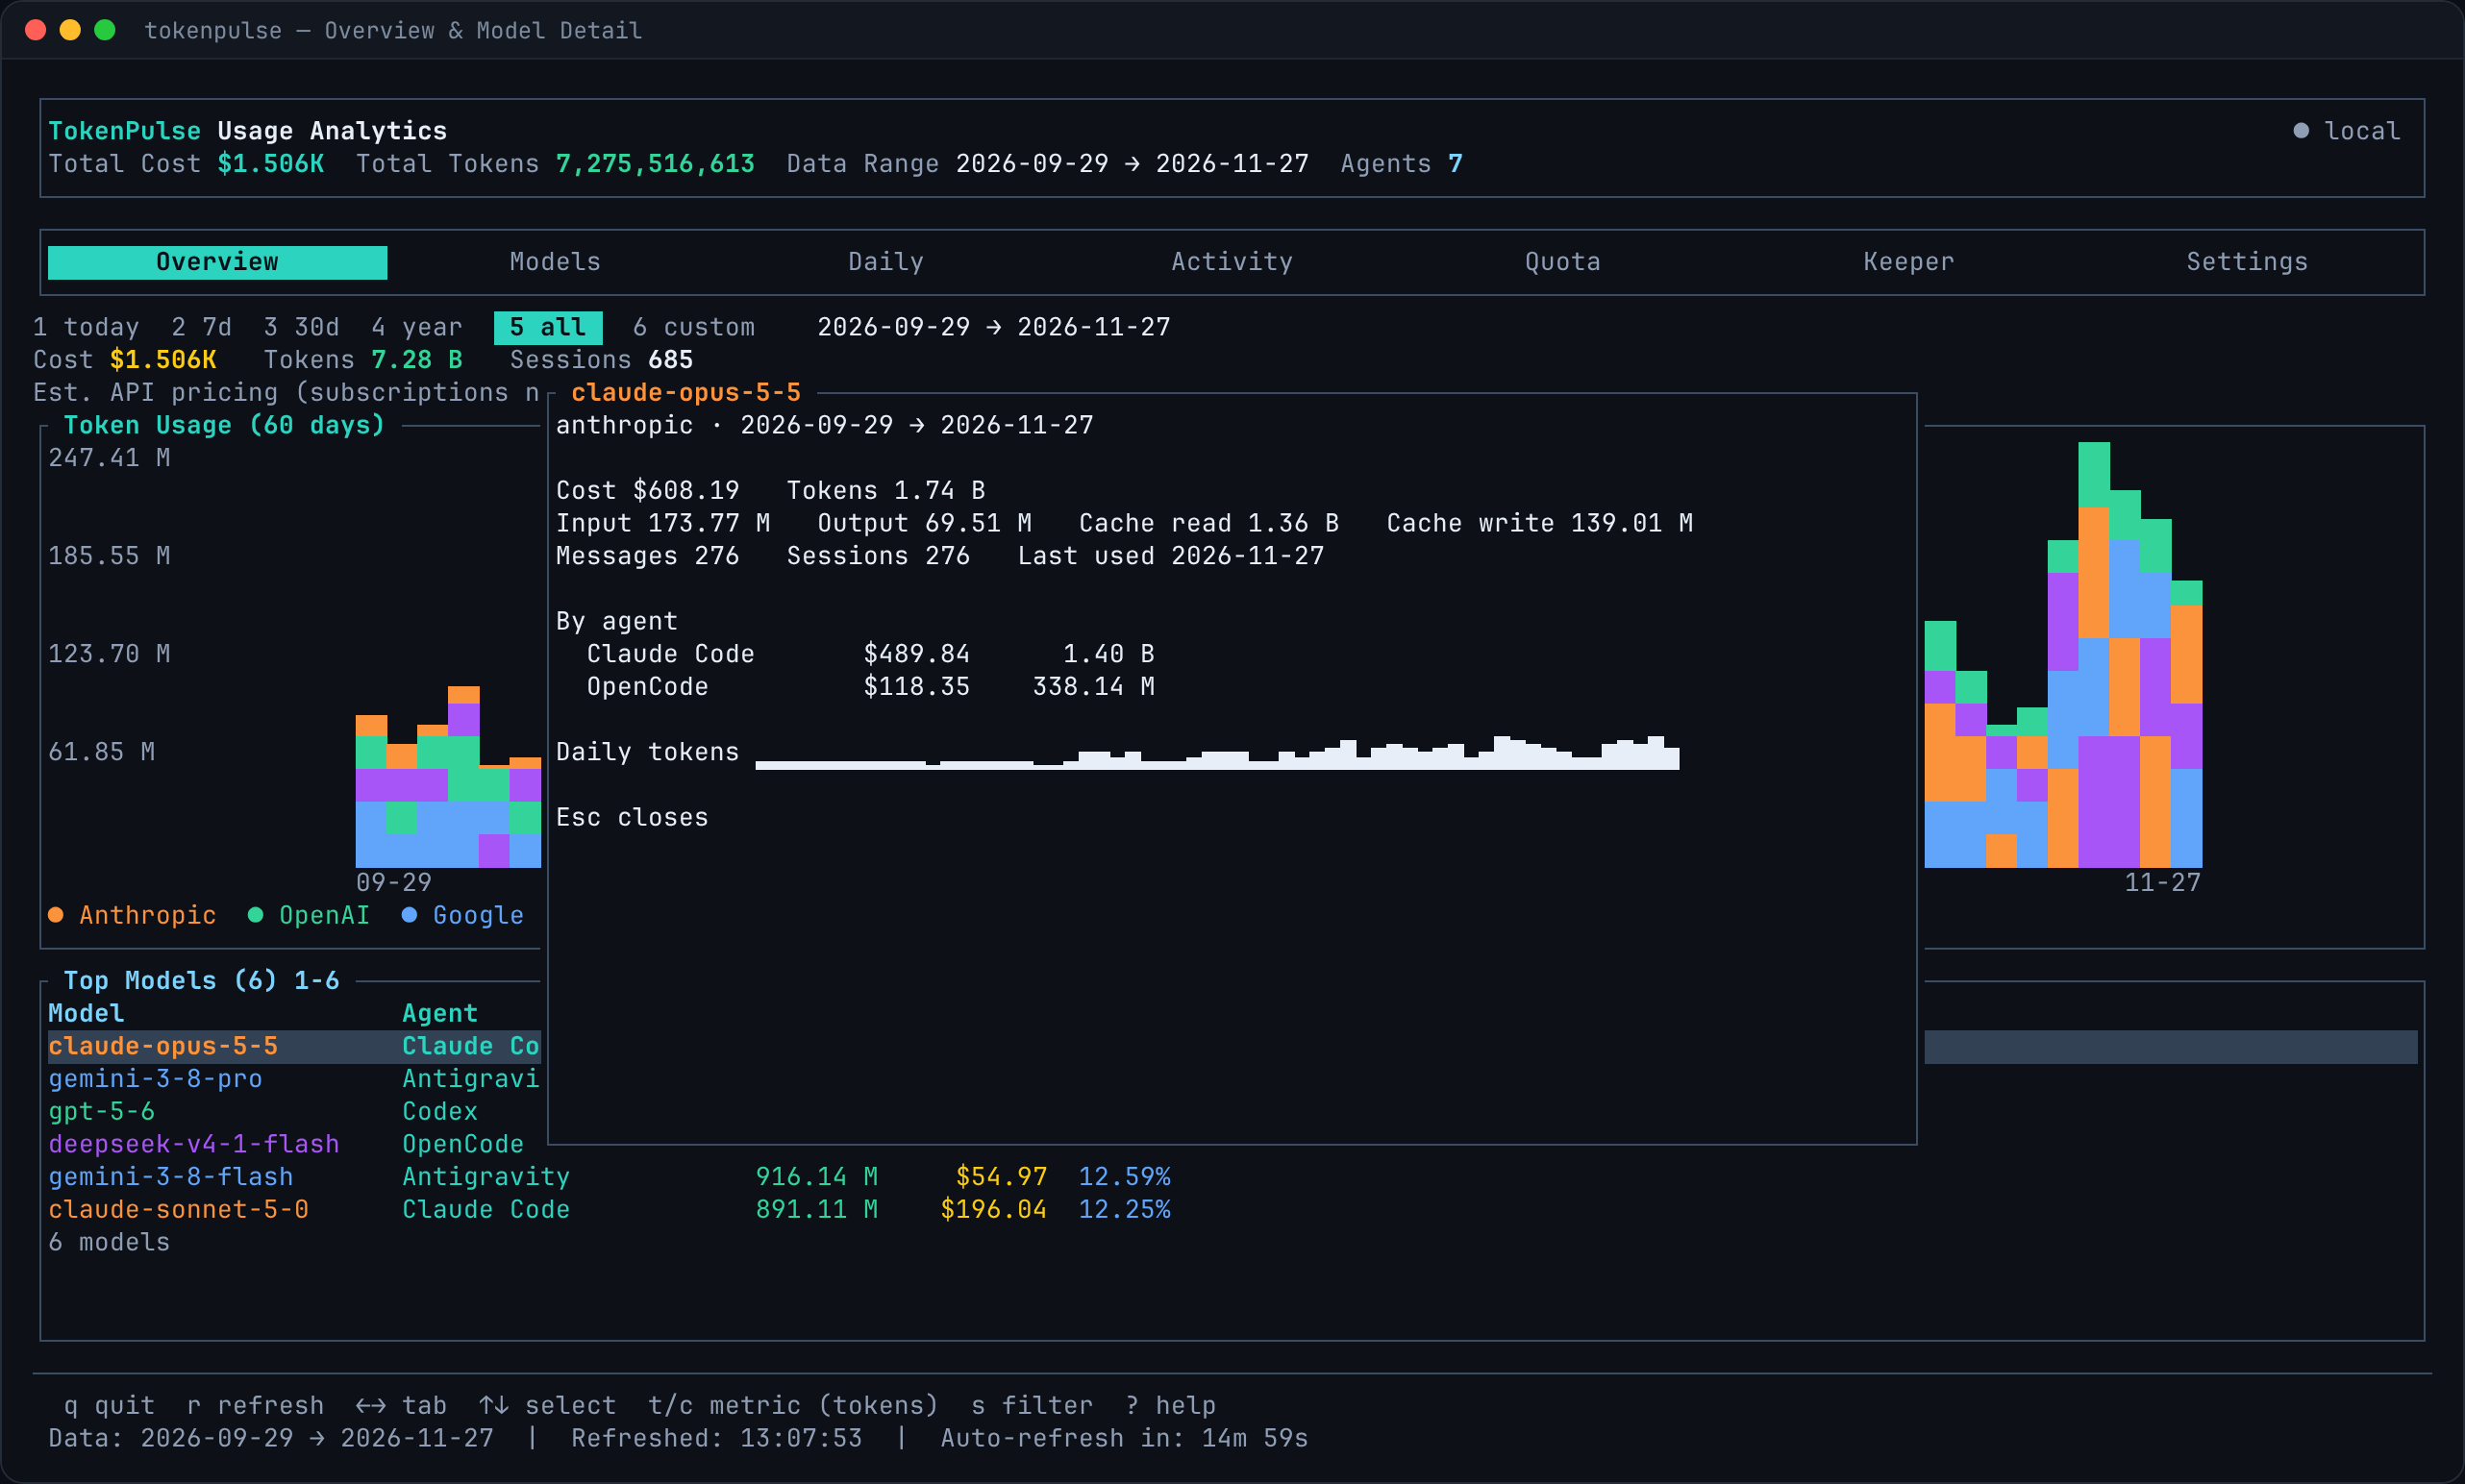 tokenpulse — Overview & Model Detail
TokenPulse Usage Analytics
● local
Total Cost $1.506K  Total Tokens 7,275,516,613  Data Range 2026-09-29 → 2026-11-27  Agents 7
Overview  Models  Daily  Activity  Quota  Keeper  Settings
1 today  2 7d  3 30d  4 year  5 all  6 custom  2026-09-29 → 2026-11-27
Cost $1.506K  Tokens 7.28 B  Sessions 685
Est. API pricing (subscriptions n
claude-opus-5-5
anthropic · 2026-09-29 → 2026-11-27
Cost $608.19  Tokens 1.74 B
Input 173.77 M  Output 69.51 M  Cache read 1.36 B  Cache write 139.01 M
Messages 276  Sessions 276  Last used 2026-11-27
By agent
Claude Code  $489.84  1.40 B
OpenCode  $118.35  338.14 M
Daily tokens
Esc closes
Token Usage (60 days)
247.41 M
185.55 M
123.70 M
61.85 M
09-29  11-27
● Anthropic  ● OpenAI  ● Google
Top Models (6) 1-6
Model  Agent
claude-opus-5-5  Claude Co
gemini-3-8-pro  Antigravi
gpt-5-6  Codex
deepseek-v4-1-flash  OpenCode
gemini-3-8-flash  Antigravity  916.14 M  $54.97  12.59%
claude-sonnet-5-0  Claude Code  891.11 M  $196.04  12.25%
6 models
q quit  r refresh  ←→ tab  ↑↓ select  t/c metric (tokens)  s filter  ? help
Data: 2026-09-29 → 2026-11-27  |  Refreshed: 13:07:53  |  Auto-refresh in: 14m 59s